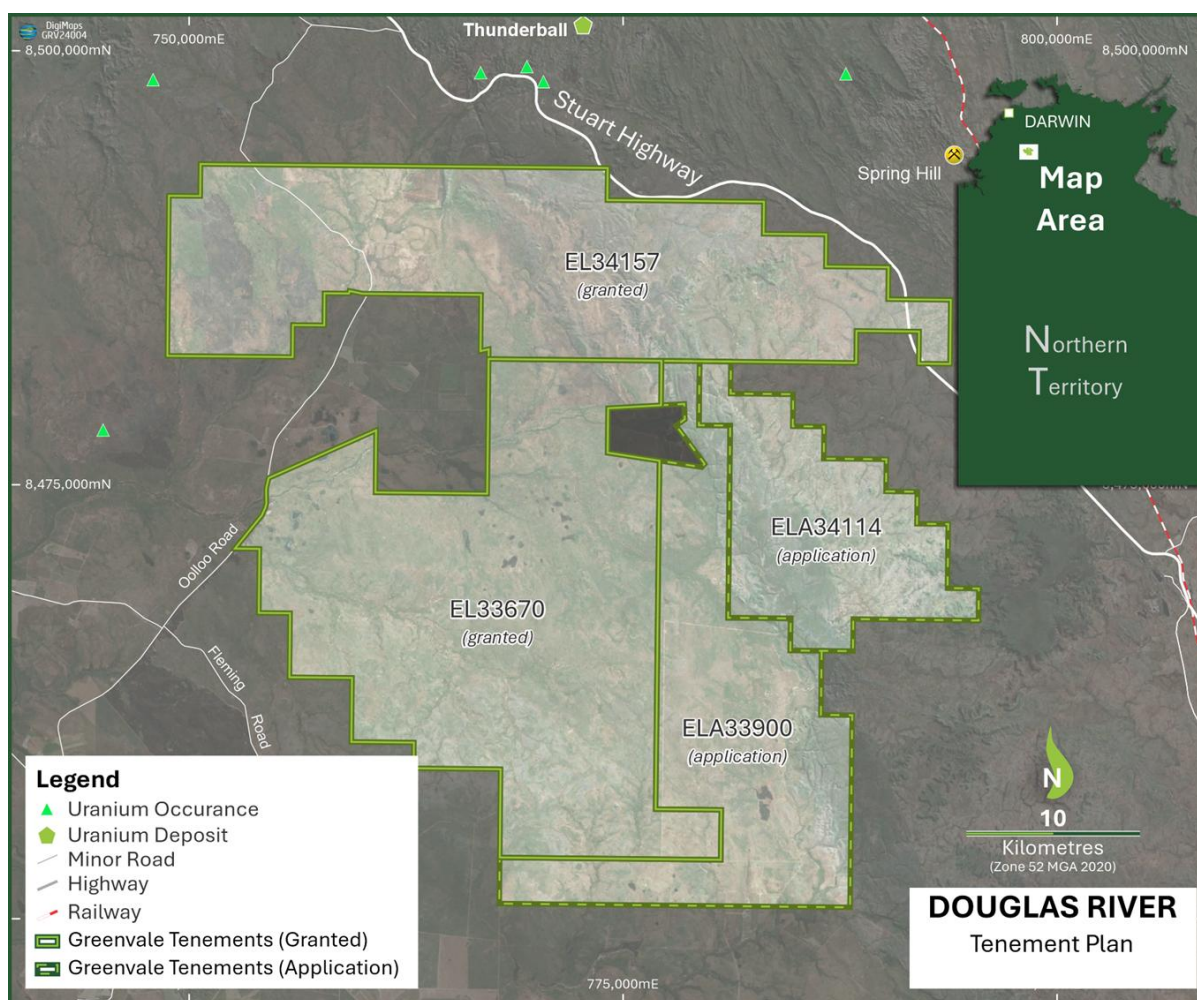 DigiMaps
GRV24004
750,000mE
Thunderball
800,000mE
8,500,000mN
8,500,000mN
Stuart Highway
Spring Hill
DARWIN
Map
Area
EL34157
(granted)
Northern
Territory
8,475,000mN
ELA34114
(application)
Oolloo Road
EL33670
(granted)
Fleming
Road
ELA33900
(application)
N
10
Kilometres
(Zone 52 MGA 2020)
Legend
Uranium Occurance
Uranium Deposit
Minor Road
Highway
Railway
Greenvale Tenements (Granted)
Greenvale Tenements (Application)
DOUGLAS RIVER
Tenement Plan
775,000mE